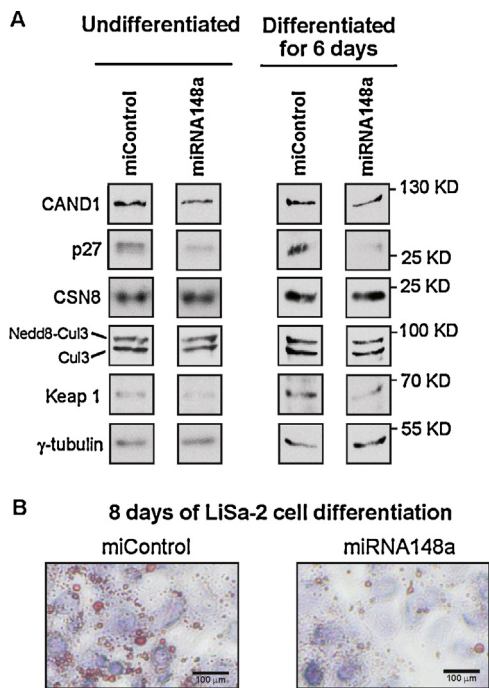 A
Undifferentiated
Differentiated
for 6 days
miControl
miRNA148a
miControl
miRNA148a
CAND1
130 KD
p27
25 KD
CSN8
25 KD
Nedd8-Cul3
100 KD
Cul3
Keap 1
70 KD
γ-tubulin
55 KD
B
8 days of LiSa-2 cell differentiation
miControl
miRNA148a
100 µm
100 µm